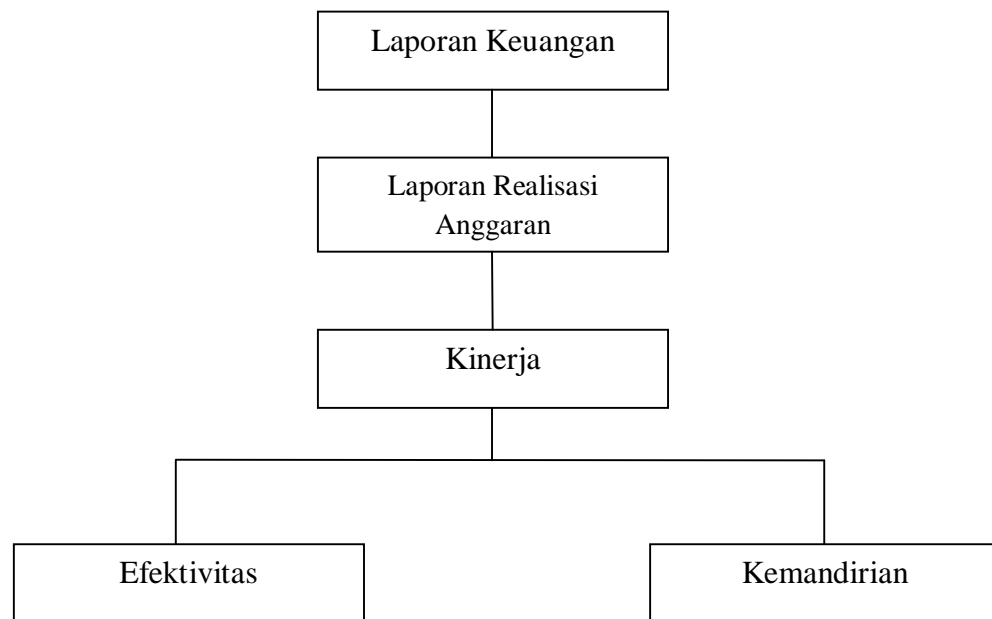 Laporan Keuangan
Laporan Realisasi
Anggaran
Kinerja
Efektivitas
Kemandirian